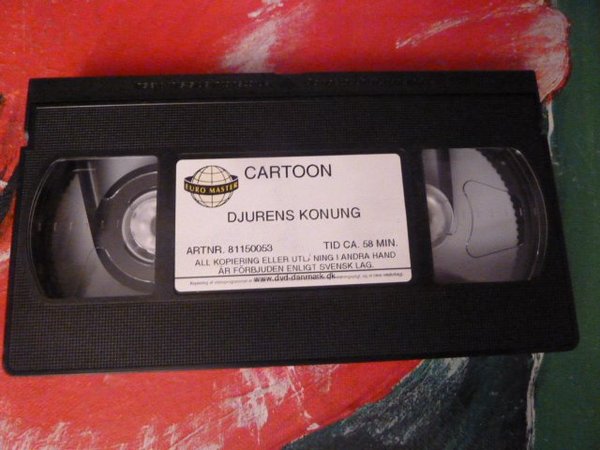 CARTOON
EURO MASTER
DJURENS KONUNG
ARTNR. 81150053 TID CA. 58 MIN.
ALL KOPIERING ELLER UTL/ NING I ANDRA HAND
ÄR FÖRBJUDEN ENLIGT SVENSK LAG.
www.dvd-danmark.dk